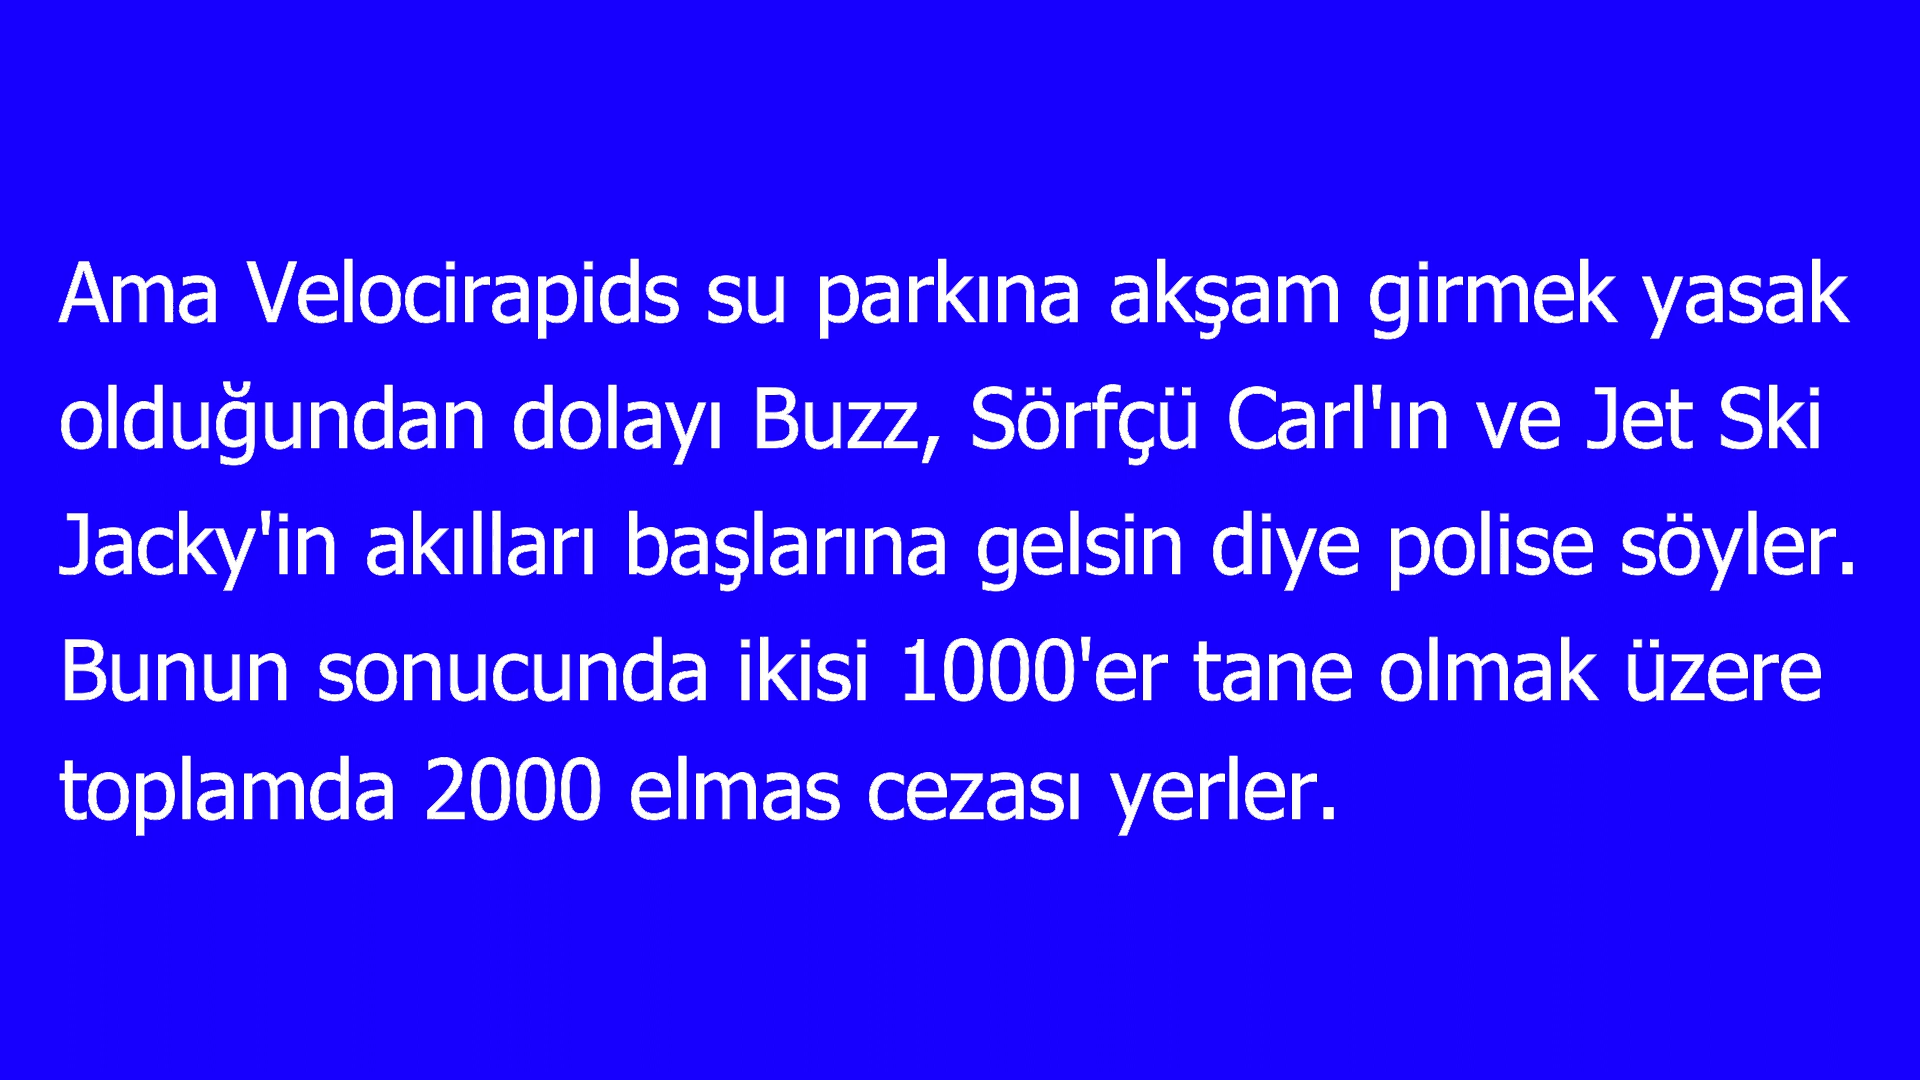 Ama Velocirapids su parkına akşam girmek yasak
olduğundan dolayı Buzz, Sörfçü Carl'ın ve Jet Ski
Jacky'in akılları başlarına gelsin diye polise söyler.
Bunun sonucunda ikisi 1000'er tane olmak üzere
toplamda 2000 elmas cezası yerler.